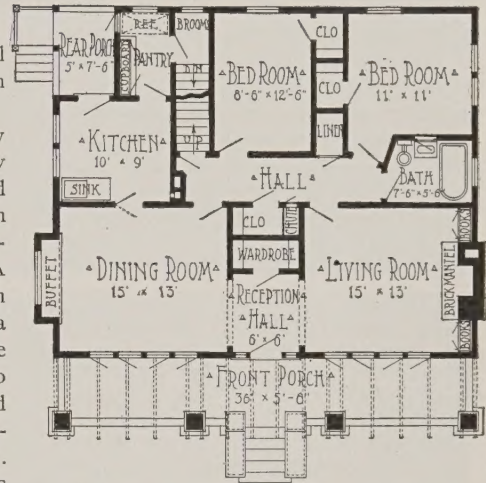 REF.
BROOMS
REAR PORCH
5' x 7'-6"
CUPBOARD
PANTRY
DN
UP
BED ROOM
8'-6" x 12'-6"
CLO
CLO
LINEN
BED ROOM
11' x 11'
KITCHEN
10' x 9'
SINK
HALL
BATH
7'-6" x 5'-6"
CLO
BUFFET
DINING ROOM
15' x 13'
WARDROBE
RECEPTION
HALL
6' x 6'
LIVING ROOM
15' x 13'
BOOKS
BRICK MANTEL
BOOKS
FRONT PORCH
36' x 5'-6"